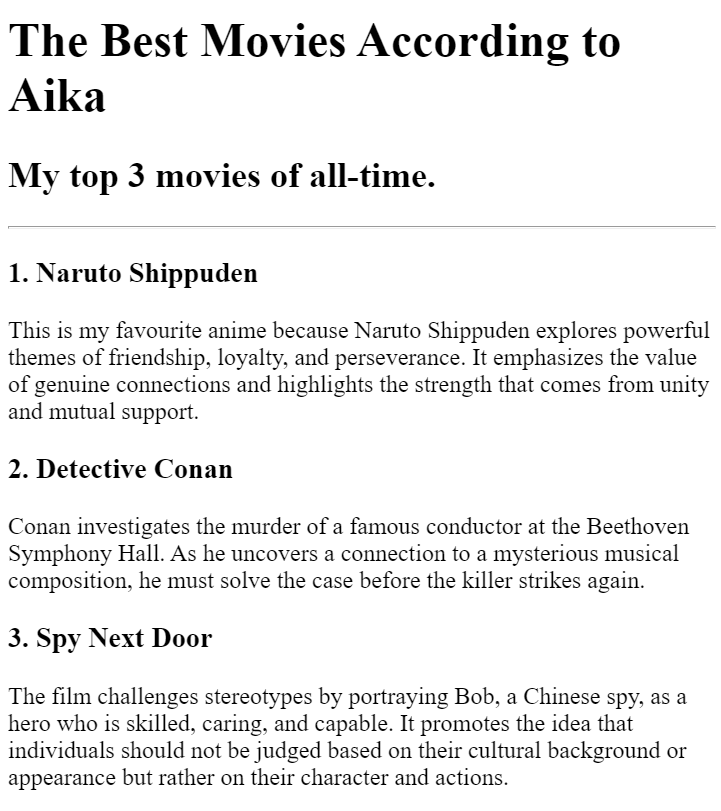 The Best Movies According to
Aika
My top 3 movies of all-time.
1. Naruto Shippuden
This is my favourite anime because Naruto Shippuden explores powerful
themes of friendship, loyalty, and perseverance. It emphasizes the value
of genuine connections and highlights the strength that comes from unity
and mutual support.
2. Detective Conan
Conan investigates the murder of a famous conductor at the Beethoven
Symphony Hall. As he uncovers a connection to a mysterious musical
composition, he must solve the case before the killer strikes again.
3. Spy Next Door
The film challenges stereotypes by portraying Bob, a Chinese spy, as a
hero who is skilled, caring, and capable. It promotes the idea that
individuals should not be judged based on their cultural background or
appearance but rather on their character and actions.